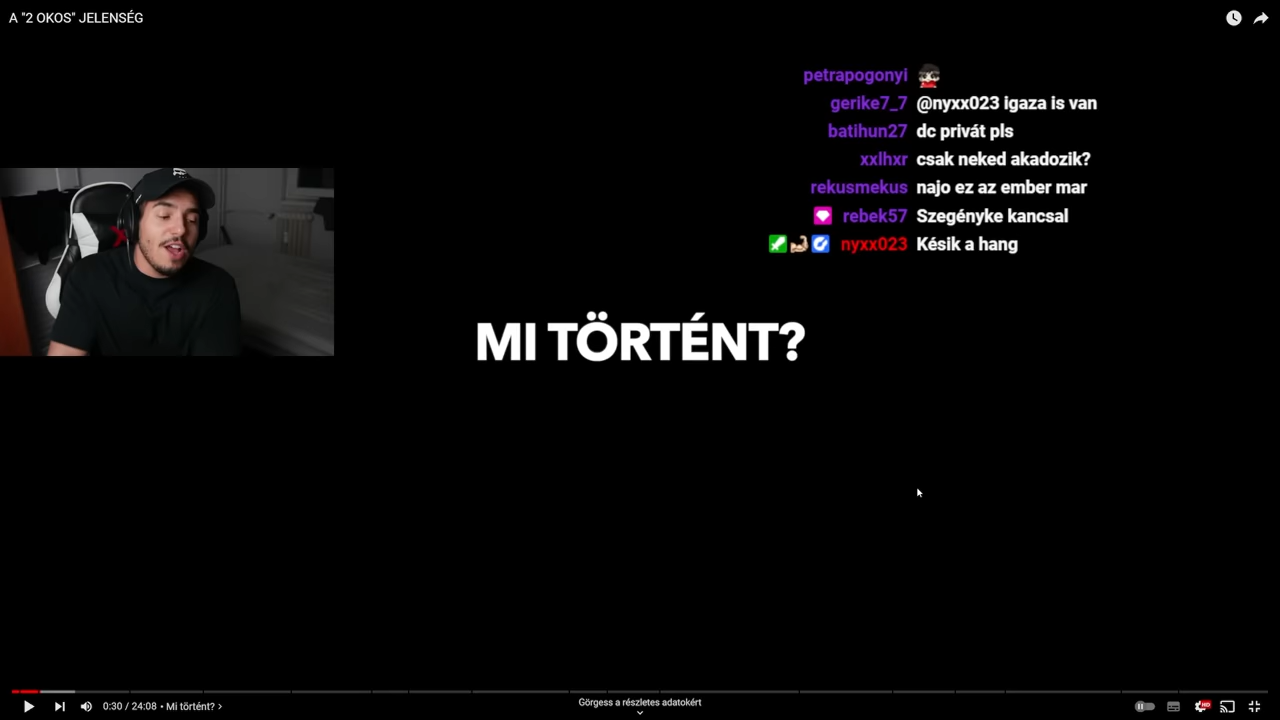 A "2 OKOS" JELENSÉG
petrapogonyi
gerike7_7 @nyxx023 igaza is van
batihun27 dc privát pls
xxlhxr csak neked akadozik?
rekusmekus najo ez az ember mar
rebek57 Szegényke kancsal
nyxx023 Késik a hang
MI TÖRTÉNT?
0:30 / 24:08 • Mi történt? >
Görgess a részletes adatokért
HD